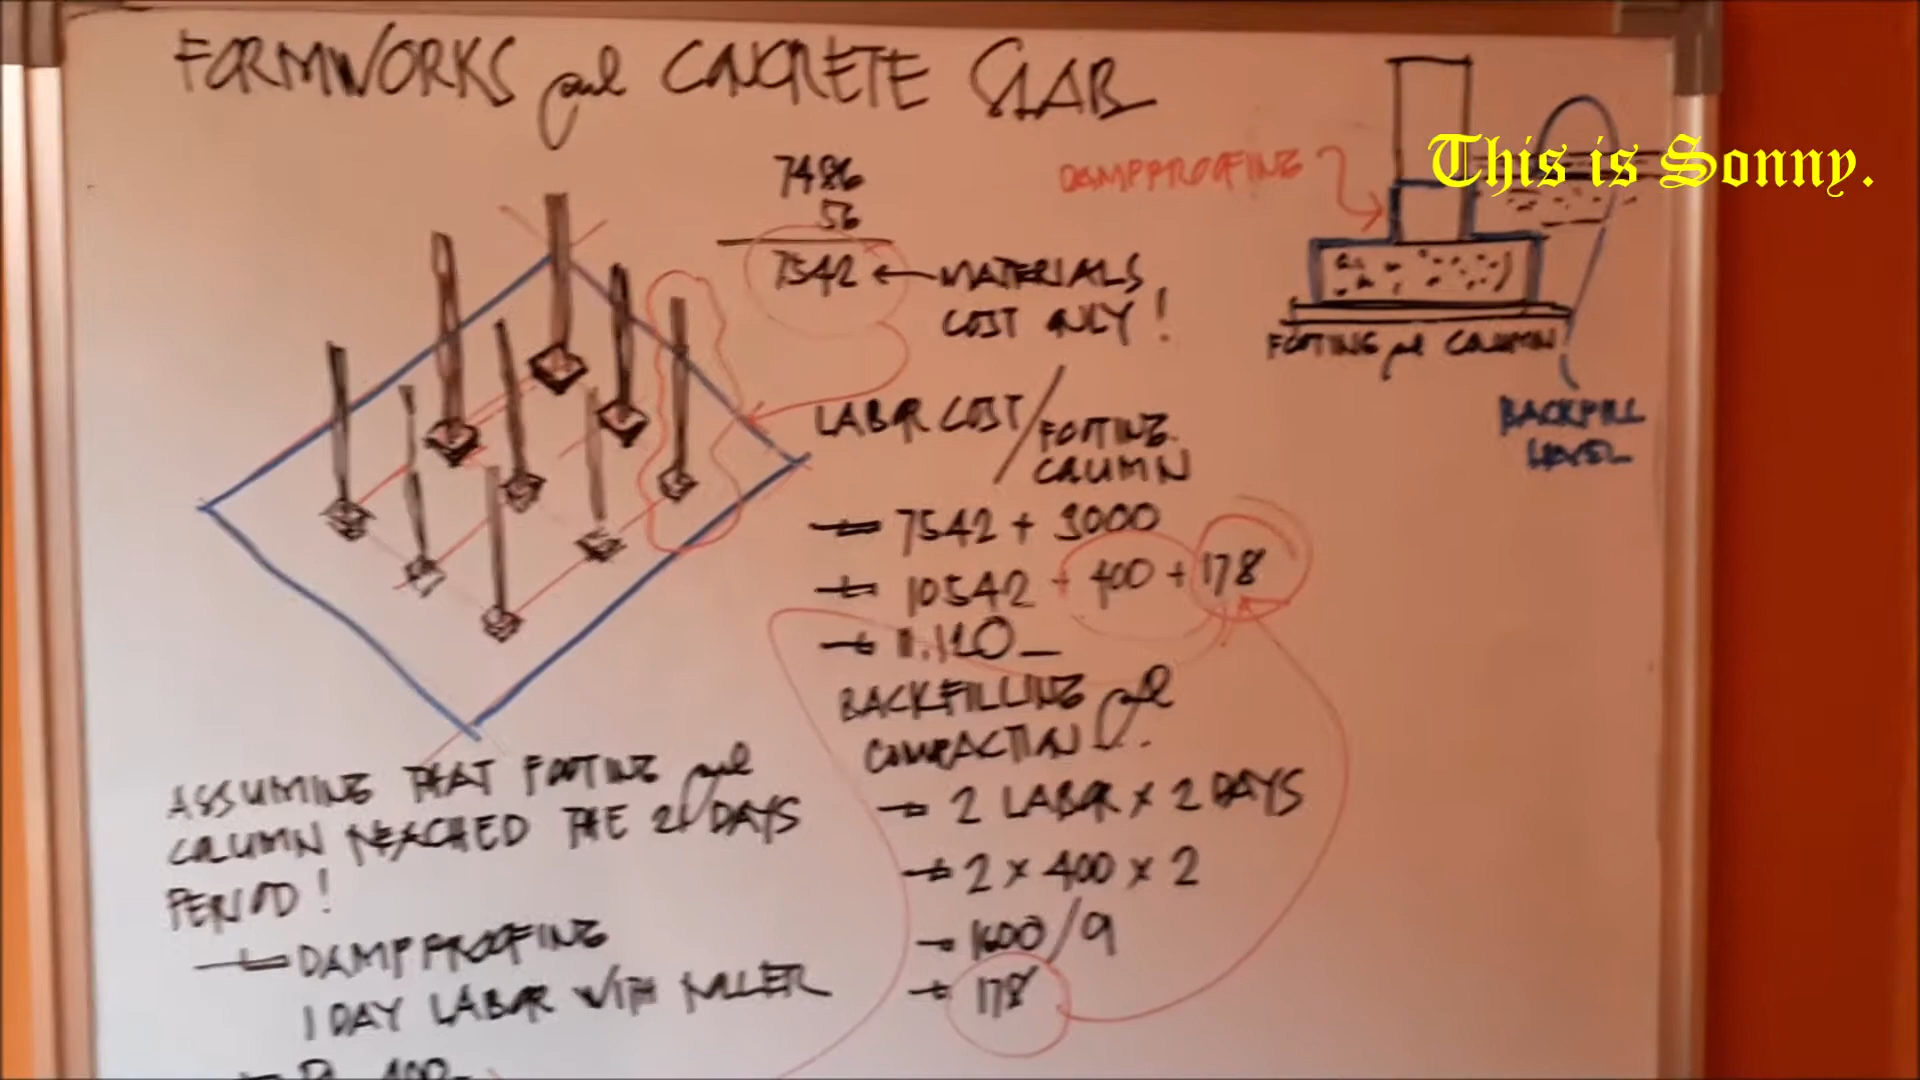 FORMWORKS and CONCRETE SLAB
7486
56
7542 ← MATERIALS
COST ONLY!
DAMPPROOFING
This is Sonny.
FOOTING and COLUMN
BACKFILL
LEVEL
LABOR COST / FOOTING
COLUMN
→ 7542 + 3000
→ 10542 + 400 + 178
→ 11.120
BACKFILLING and
COMPACTION
→ 2 LABOR x 2 DAYS
→ 2 x 400 x 2
→ 1600/9
→ 178
ASSUMING THAT FOOTING and
COLUMN REACHED THE 21 DAYS
PERIOD!
→ DAMPPROOFING
1 DAY LABOR WITH ROLLER
400